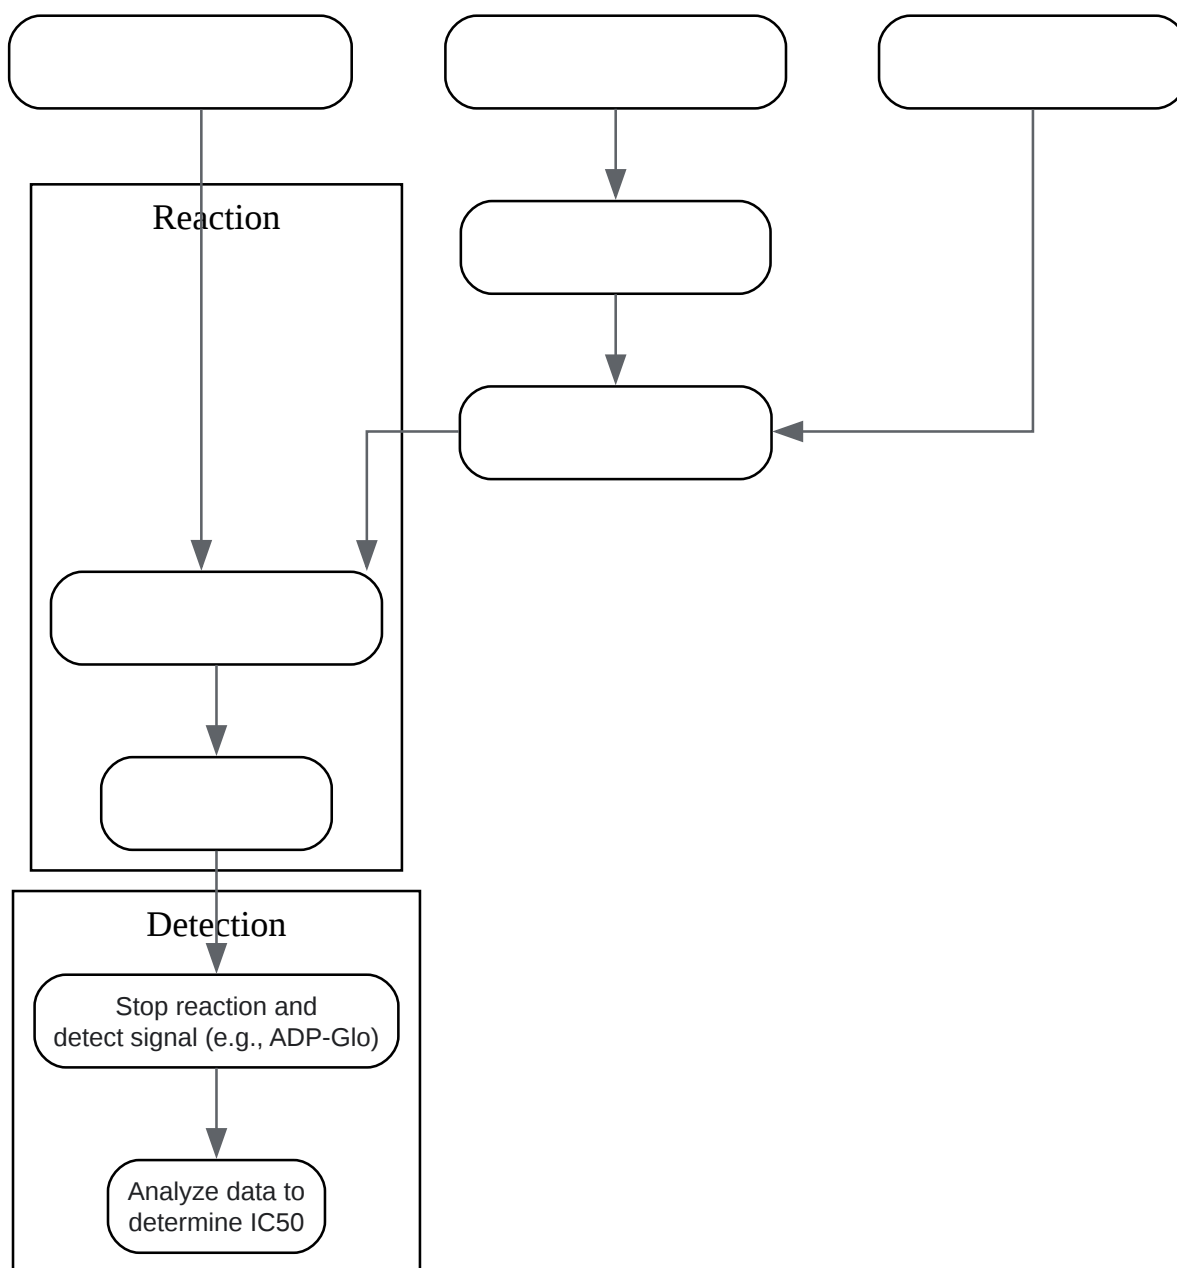 Reaction
Detection
Stop reaction and
detect signal (e.g., ADP-Glo)
Analyze data to
determine IC50